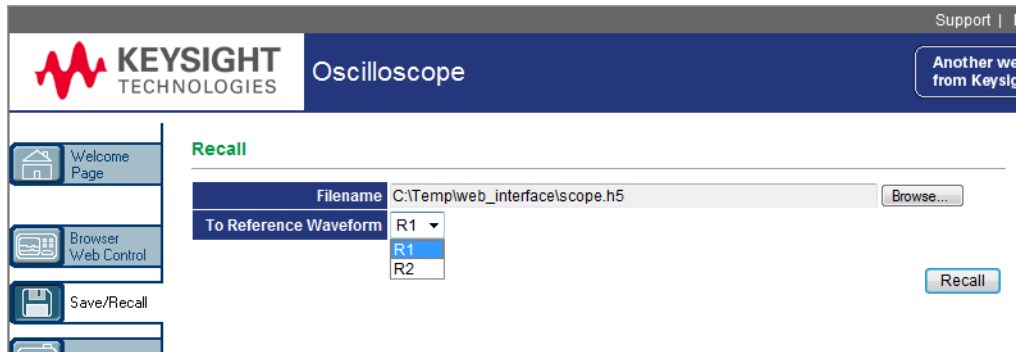 Support |
KEYSIGHT
TECHNOLOGIES
Oscilloscope
Another we
from Keysig
Welcome
Page
Recall
Filename C:\Temp\web_interface\scope.h5 Browse...
To Reference Waveform R1
R1
R2
Browser
Web Control
Save/Recall
Recall